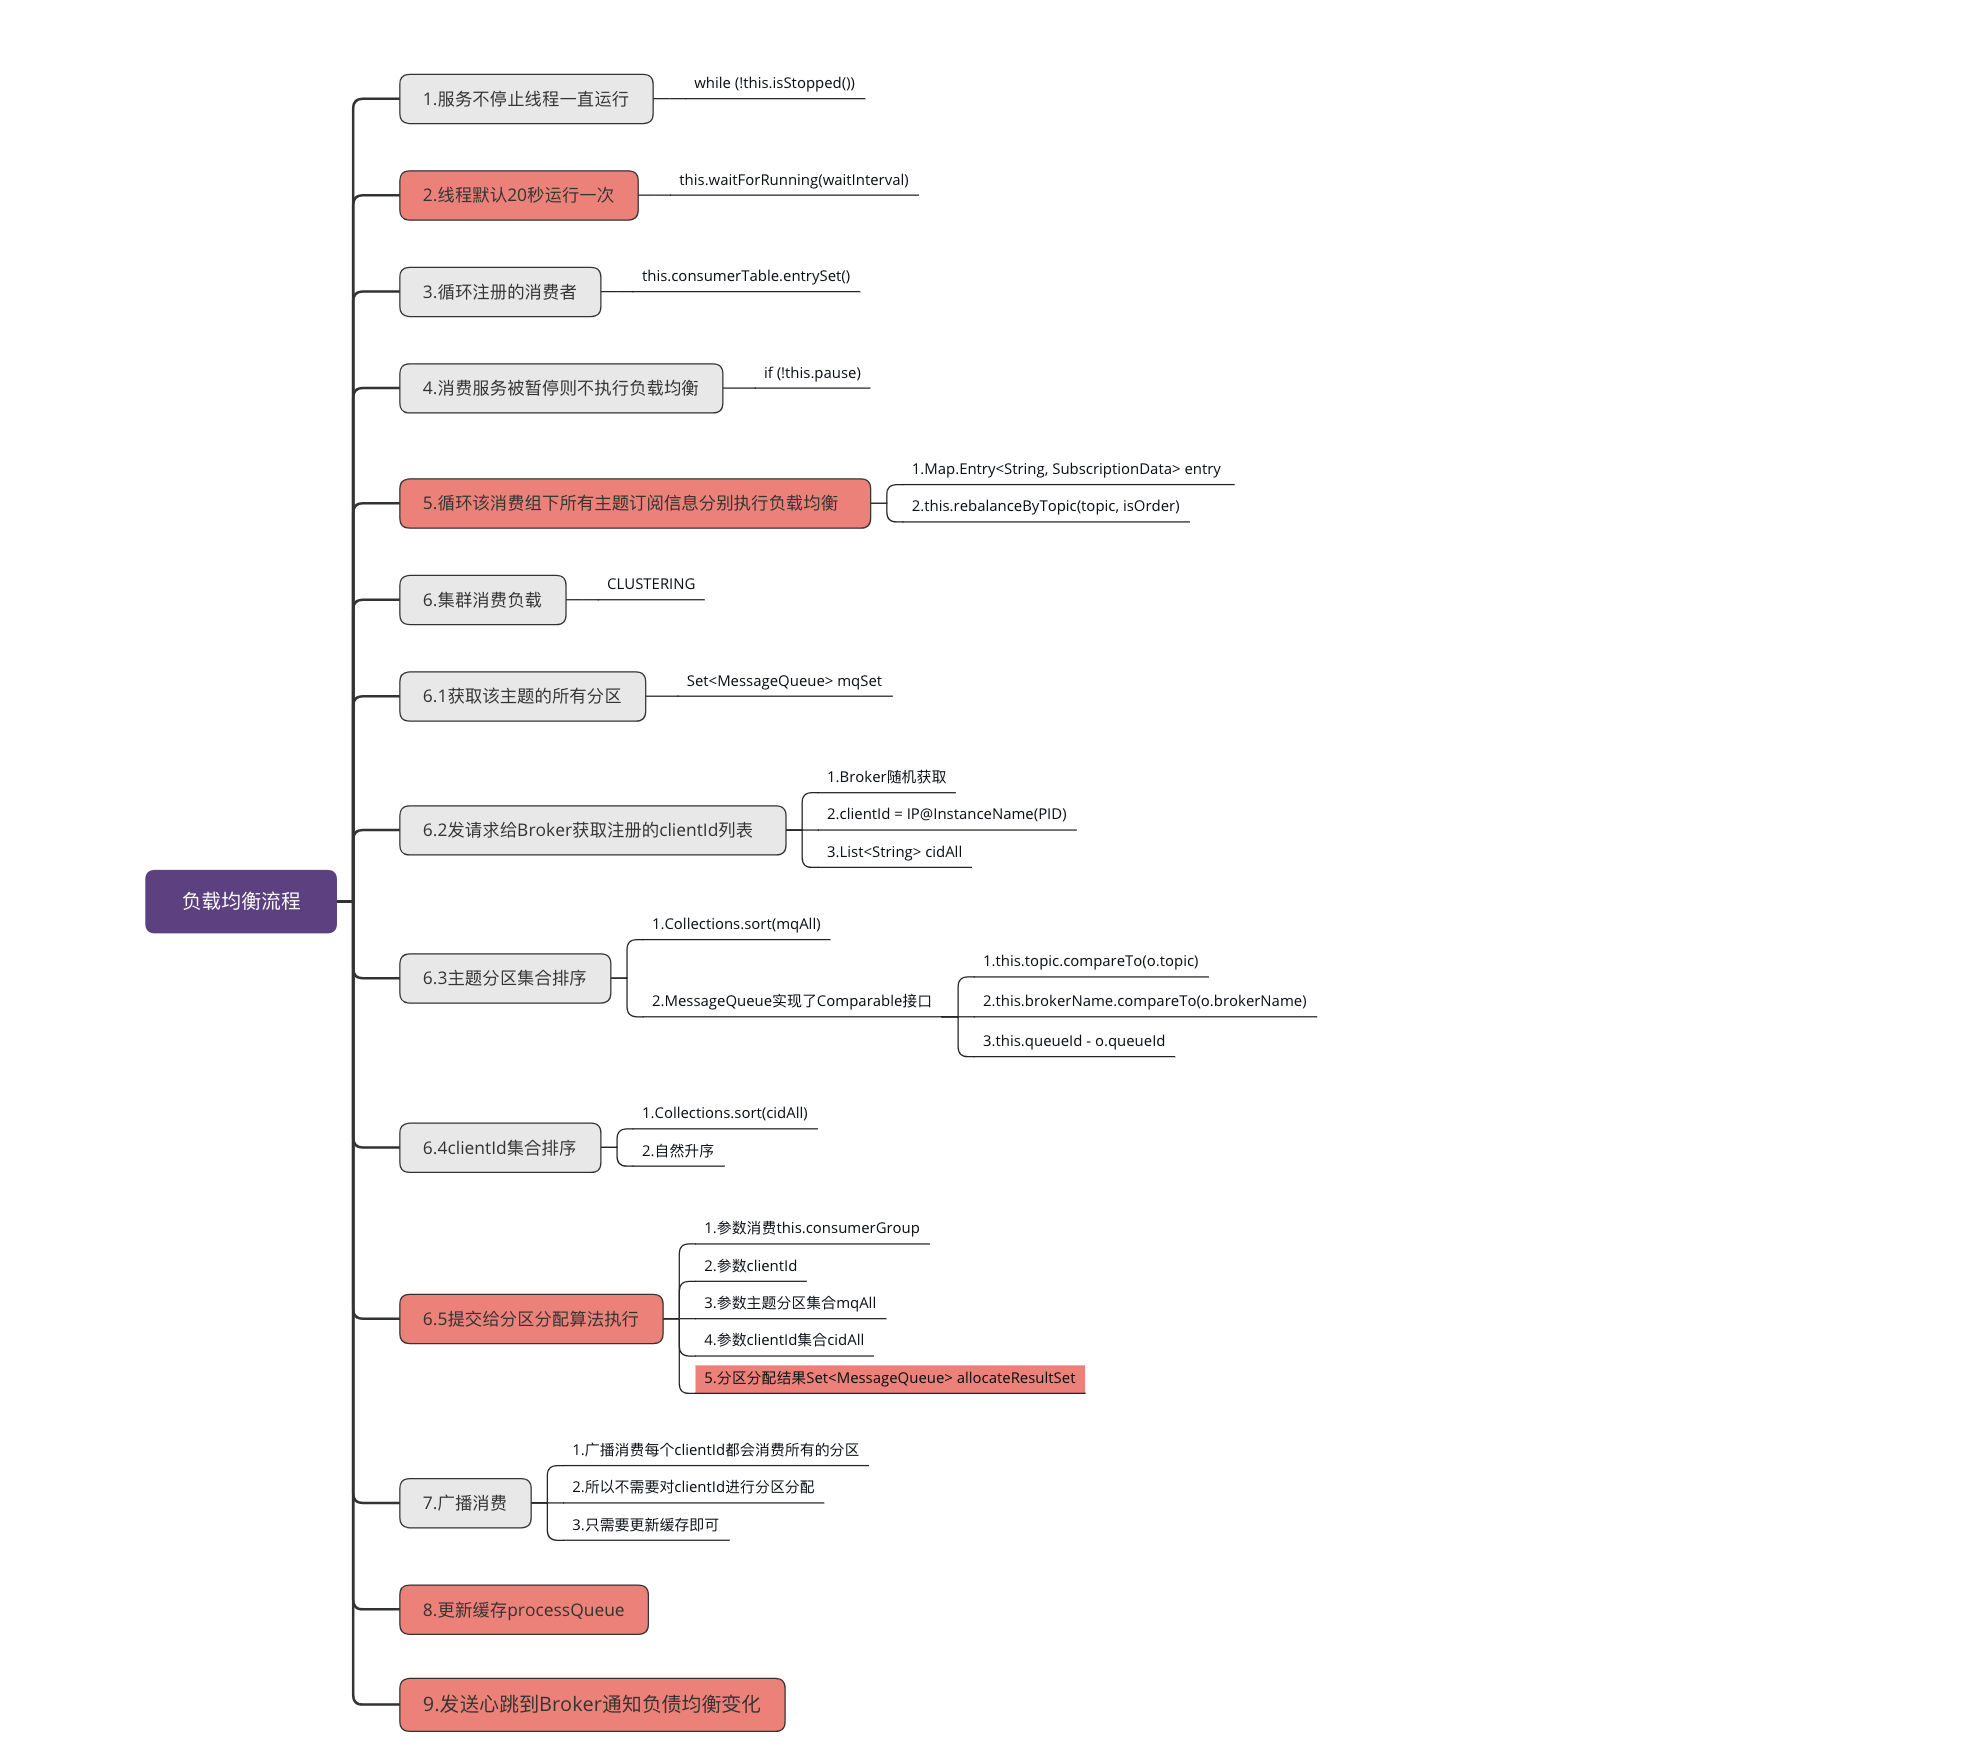 负载均衡流程
1.服务不停止线程一直运行
while (!this.isStopped())
2.线程默认20秒运行一次
this.waitForRunning(waitInterval)
3.循环注册的消费者
this.consumerTable.entrySet()
4.消费服务被暂停则不执行负载均衡
if (!this.pause)
5.循环该消费组下所有主题订阅信息分别执行负载均衡
1.Map.Entry<String, SubscriptionData> entry
2.this.rebalanceByTopic(topic, isOrder)
6.集群消费负载
CLUSTERING
6.1获取该主题的所有分区
Set<MessageQueue> mqSet
6.2发请求给Broker获取注册的clientId列表
1.Broker随机获取
2.clientId = IP@InstanceName(PID)
3.List<String> cidAll
6.3主题分区集合排序
1.Collections.sort(mqAll)
2.MessageQueue实现了Comparable接口
1.this.topic.compareTo(o.topic)
2.this.brokerName.compareTo(o.brokerName)
3.this.queueId - o.queueId
6.4clientId集合排序
1.Collections.sort(cidAll)
2.自然升序
6.5提交给分区分配算法执行
1.参数消费this.consumerGroup
2.参数clientId
3.参数主题分区集合mqAll
4.参数clientId集合cidAll
5.分区分配结果Set<MessageQueue> allocateResultSet
7.广播消费
1.广播消费每个clientId都会消费所有的分区
2.所以不需要对clientId进行分区分配
3.只需要更新缓存即可
8.更新缓存processQueue
9.发送心跳到Broker通知负债均衡变化